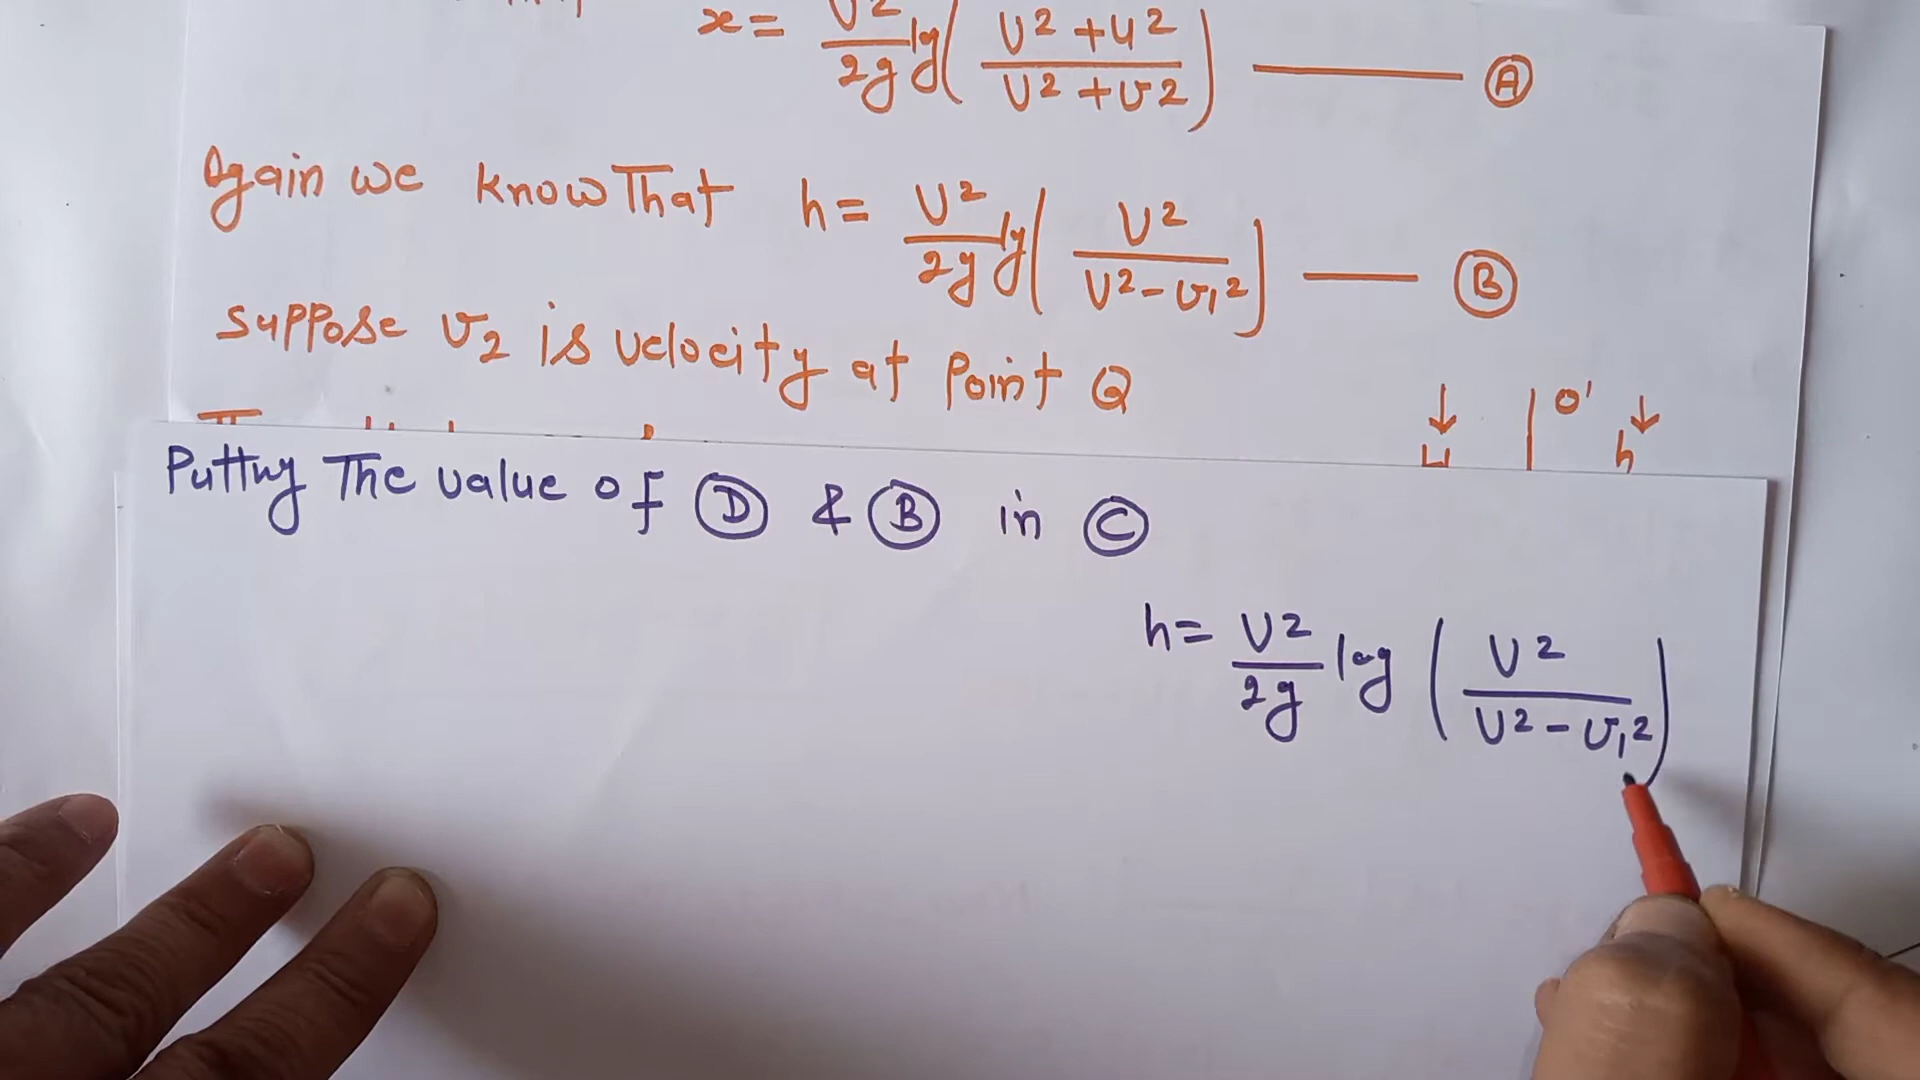 x = V²/2g log( V² + u² / V² + v² ) ——— Ⓐ
Again we know That h = V²/2g log( V² / V² - v₁² ) — Ⓑ
suppose v₂ is velocity at Point Q
↓ | O' ↓
h
Putting The value of Ⓓ & Ⓑ in Ⓒ
h = V²/2g log ( V² / V² - v₁² )